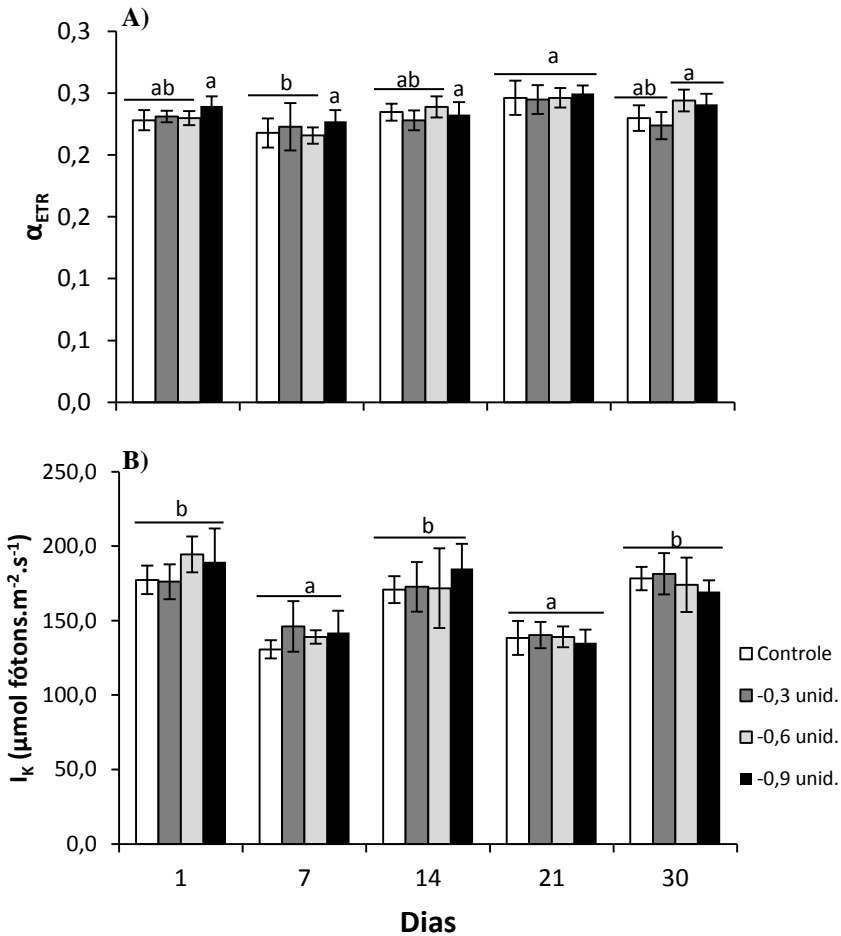 A)
0,3
0,3
0,2
0,2
0,1
0,1
0,0
αETR
ab a b a ab a a ab a
B)
250,0
200,0
150,0
100,0
50,0
0,0
IK (µmol fótons.m-2.s-1)
b a b a b
Controle
-0,3 unid.
-0,6 unid.
-0,9 unid.
1 7 14 21 30
Dias